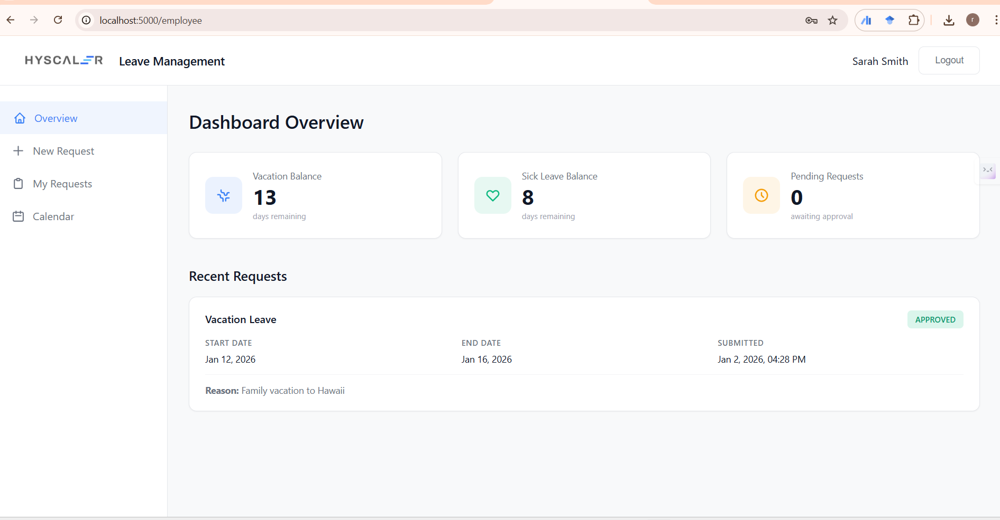 localhost:5000/employee
r
HYSCALER
Leave Management
Sarah Smith
Logout
Overview
New Request
My Requests
Calendar
Dashboard Overview
Vacation Balance
13
days remaining
Sick Leave Balance
8
days remaining
Pending Requests
0
awaiting approval
Recent Requests
Vacation Leave
APPROVED
START DATE
END DATE
SUBMITTED
Jan 12, 2026
Jan 16, 2026
Jan 2, 2026, 04:28 PM
Reason: Family vacation to Hawaii